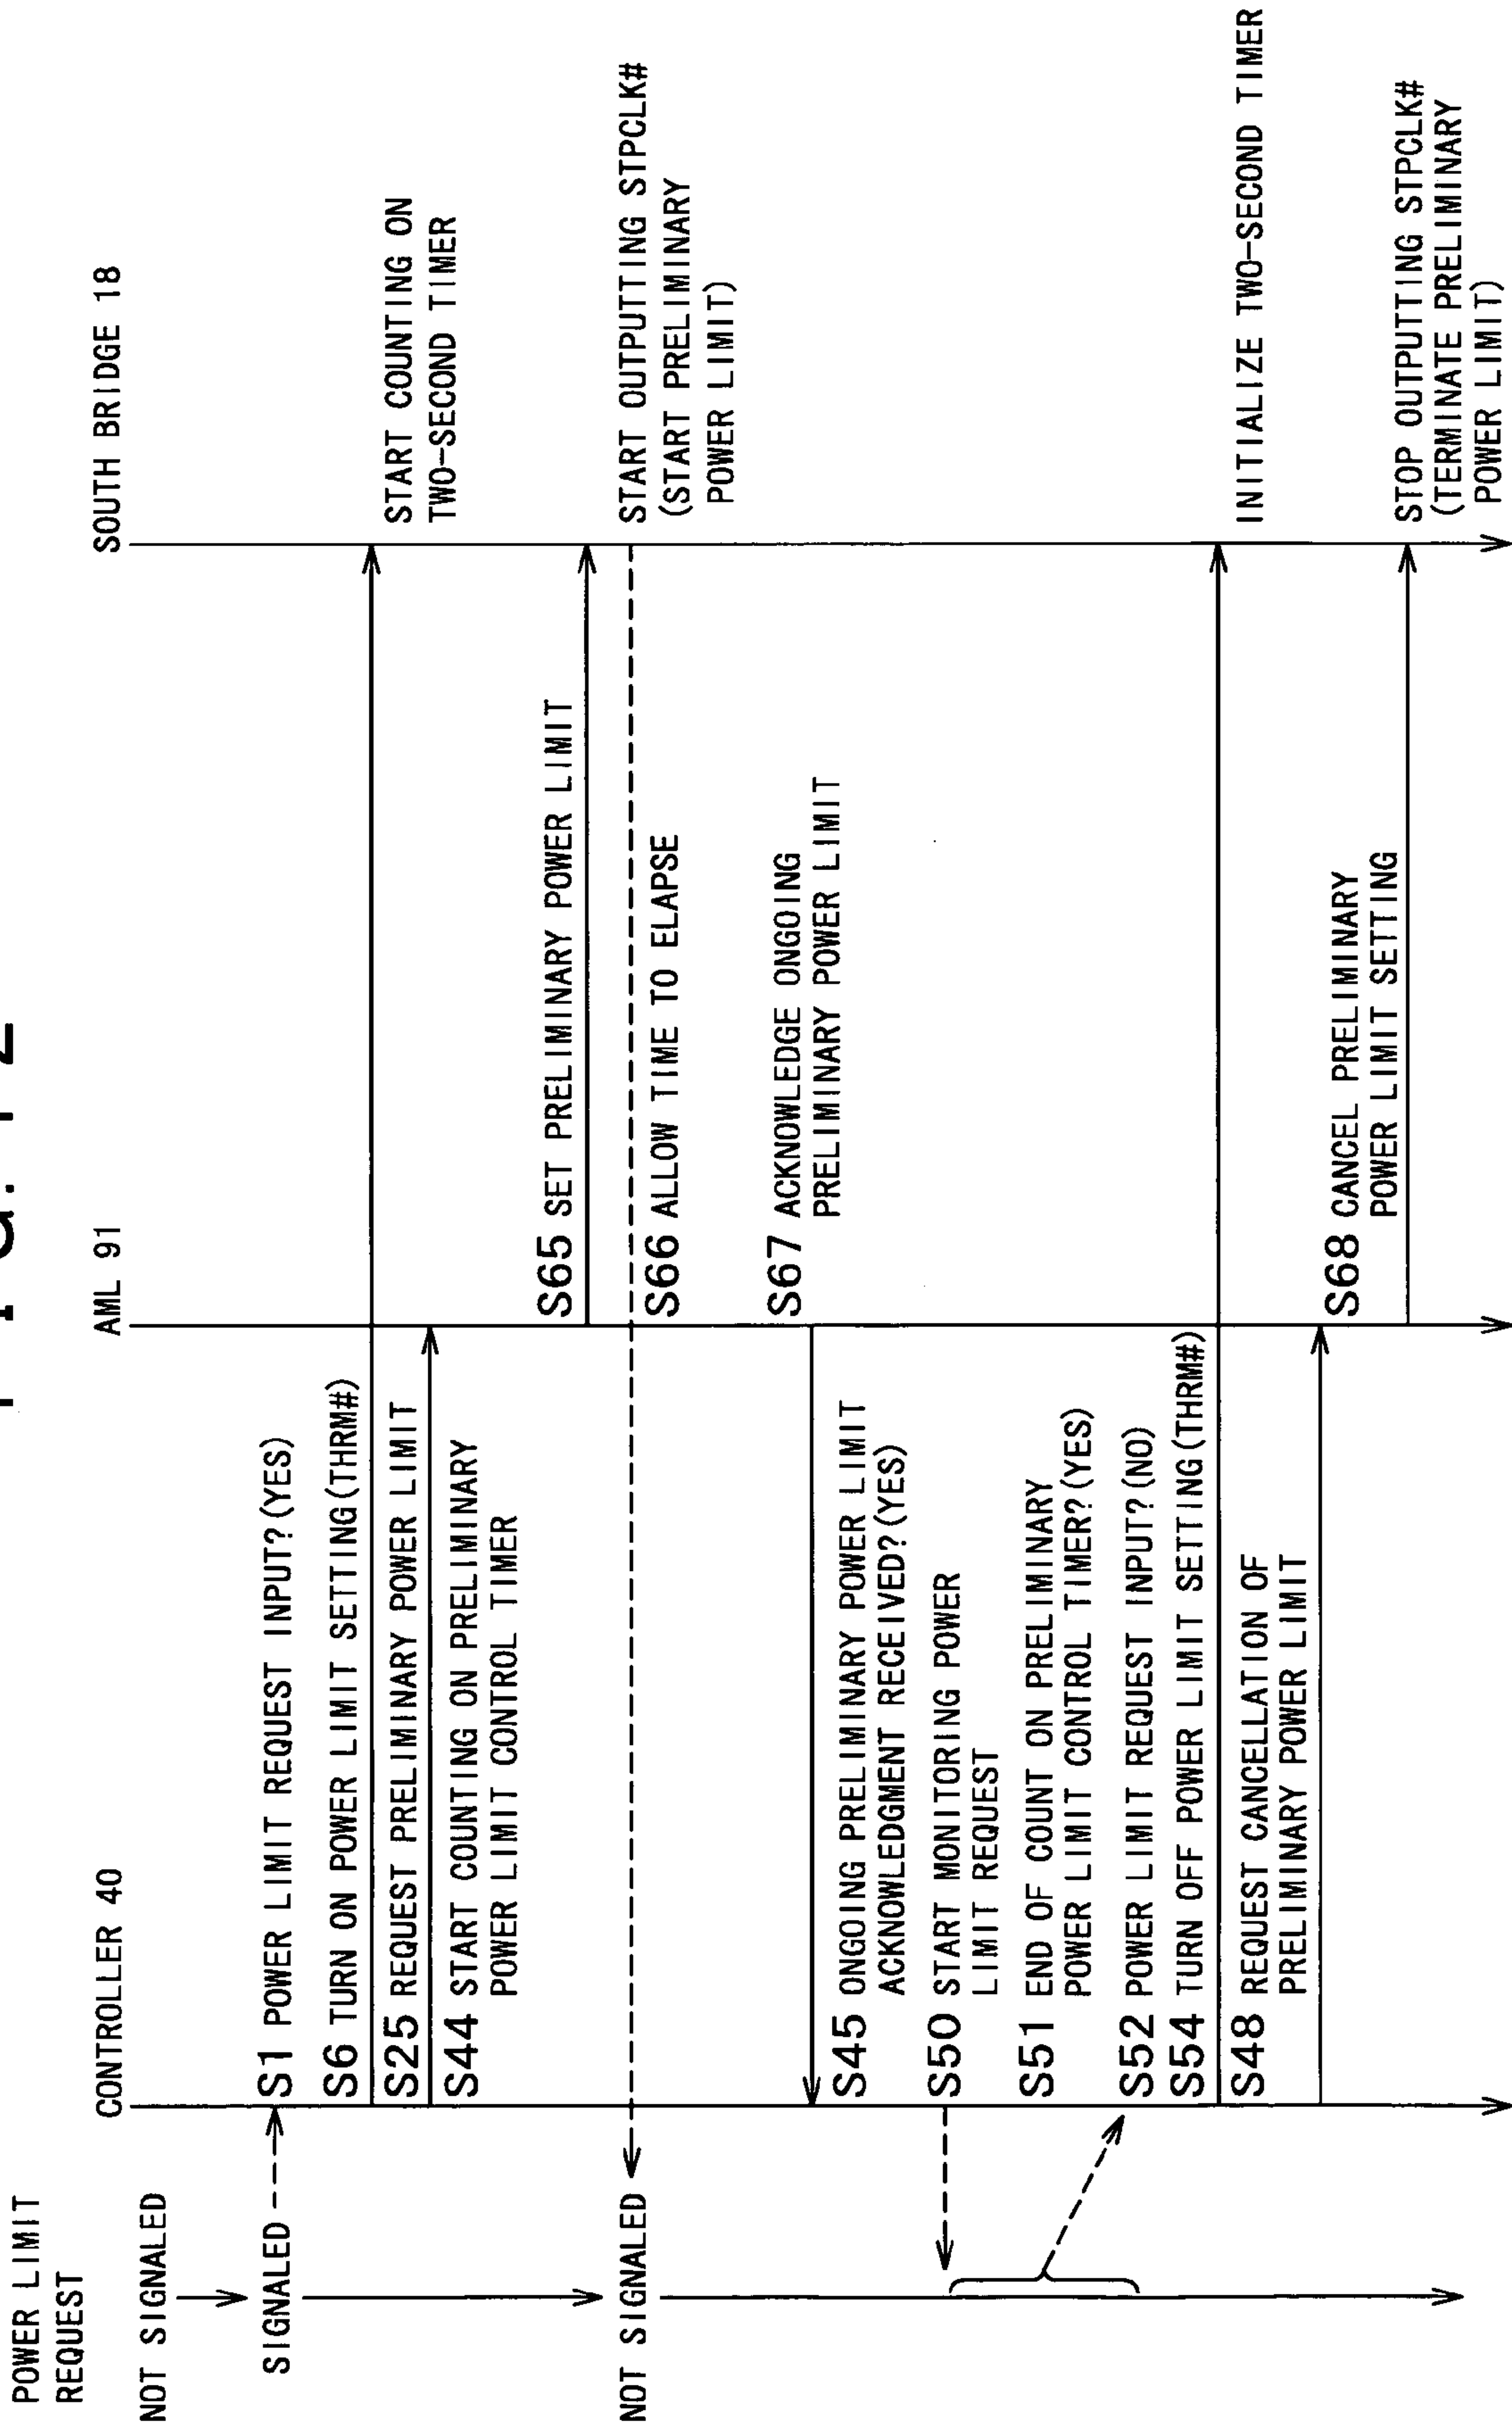 POWER LIMIT
REQUEST
NOT SIGNALED
SIGNALED
NOT SIGNALED
CONTROLLER 40
S1 POWER LIMIT REQUEST INPUT?(YES)
S6 TURN ON POWER LIMIT SETTING(THRM#)
S25 REQUEST PRELIMINARY POWER LIMIT
S44 START COUNTING ON PRELIMINARY
POWER LIMIT CONTROL TIMER
S45 ONGOING PRELIMINARY POWER LIMIT
ACKNOWLEDGMENT RECEIVED?(YES)
S50 START MONITORING POWER
LIMIT REQUEST
S51 END OF COUNT ON PRELIMINARY
POWER LIMIT CONTROL TIMER?(YES)
S52 POWER LIMIT REQUEST INPUT?(NO)
S54 TURN OFF POWER LIMIT SETTING(THRM#)
S48 REQUEST CANCELLATION OF
PRELIMINARY POWER LIMIT
AML 91
S65 SET PRELIMINARY POWER LIMIT
S66 ALLOW TIME TO ELAPSE
S67 ACKNOWLEDGE ONGOING
PRELIMINARY POWER LIMIT
S68 CANCEL PRELIMINARY
POWER LIMIT SETTING
SOUTH BRIDGE 18
START COUNTING ON
TWO-SECOND TIMER
START OUTPUTTING STPCLK#
(START PRELIMINARY
POWER LIMIT)
INITIALIZE TWO-SECOND TIMER
STOP OUTPUTTING STPCLK#
(TERMINATE PRELIMINARY
POWER LIMIT)